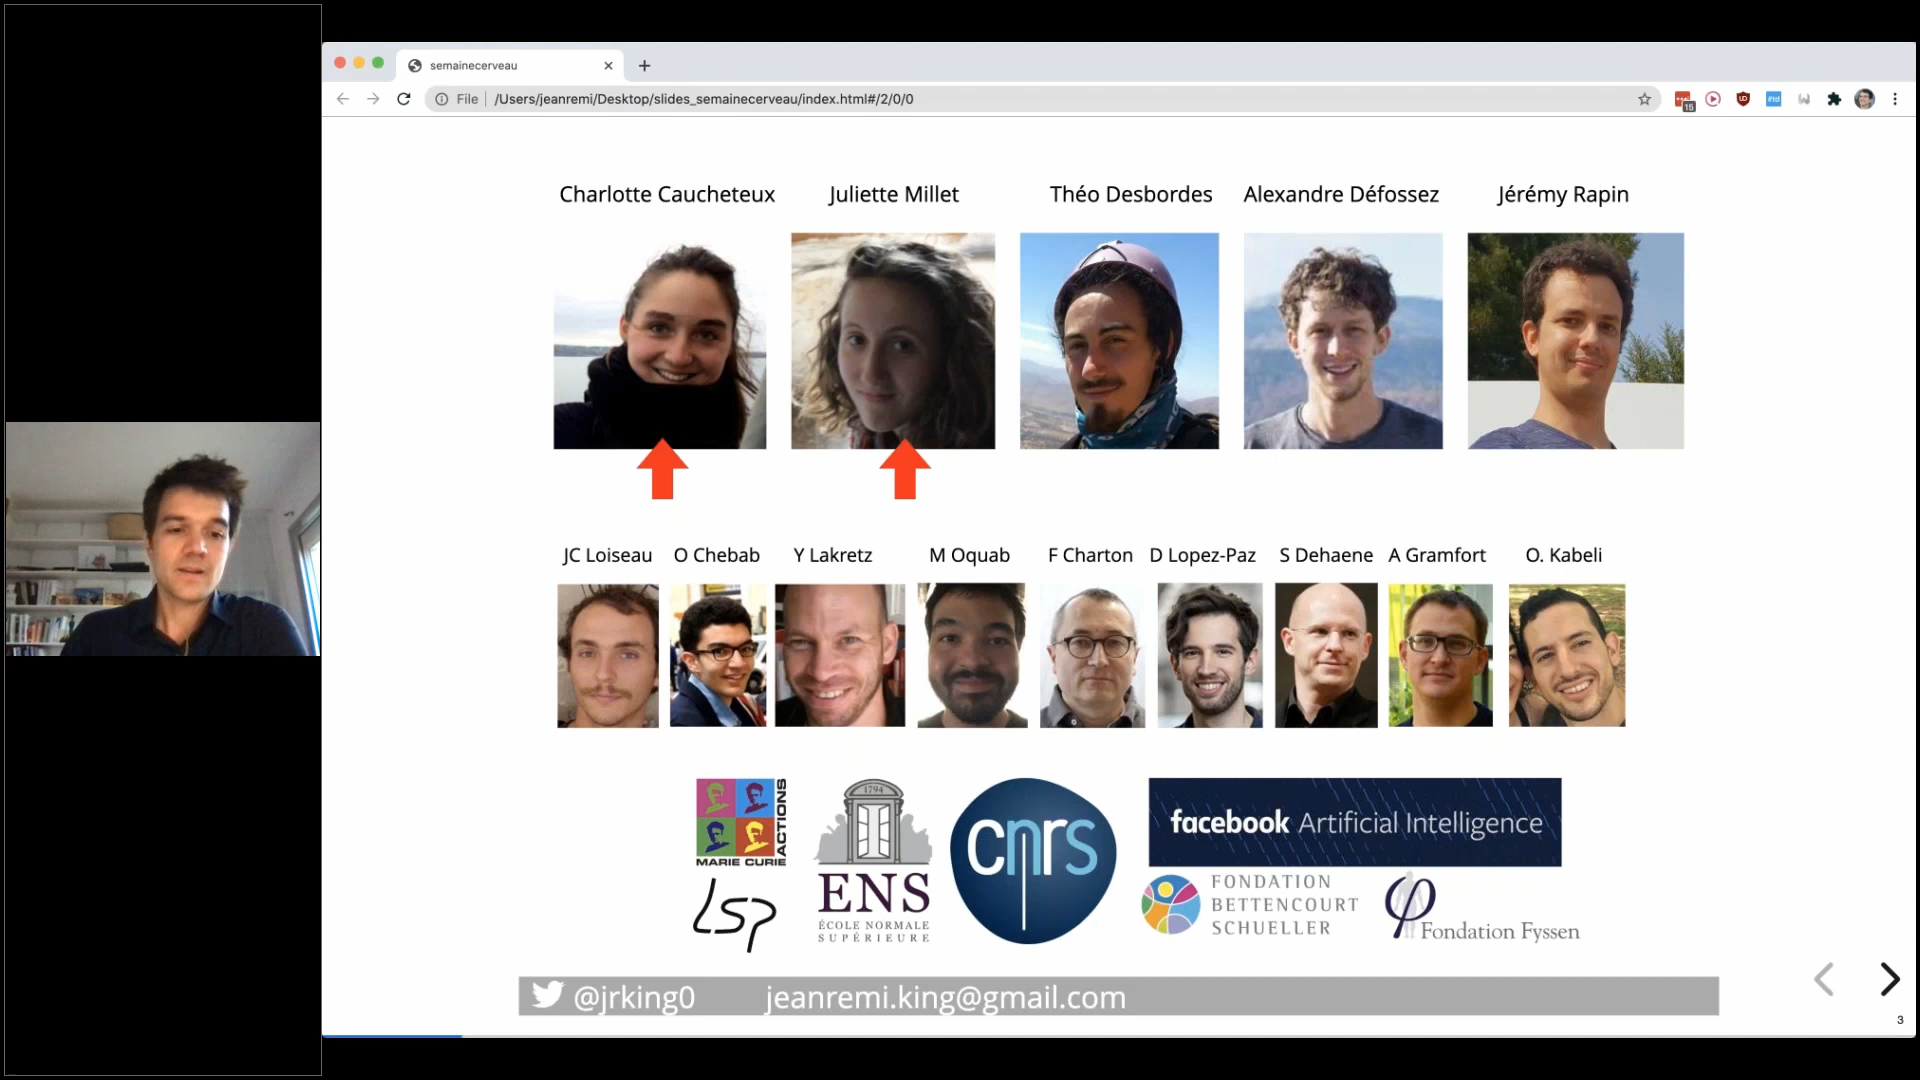 semainecerveau
File /Users/jeanremi/Desktop/slides_semainecerveau/index.html#/2/0/0
15
Charlotte Caucheteux Juliette Millet Théo Desbordes Alexandre Défossez Jérémy Rapin
JC Loiseau O Chebab Y Lakretz M Oquab F Charton D Lopez-Paz S Dehaene A Gramfort O. Kabeli
MARIE CURIE ACTIONS
1794
ENS
ÉCOLE NORMALE
SUPÉRIEURE
cnrs
facebook Artificial Intelligence
LSP
FONDATION
BETTENCOURT
SCHUELLER
Fondation Fyssen
@jrking0 jeanremi.king@gmail.com
3